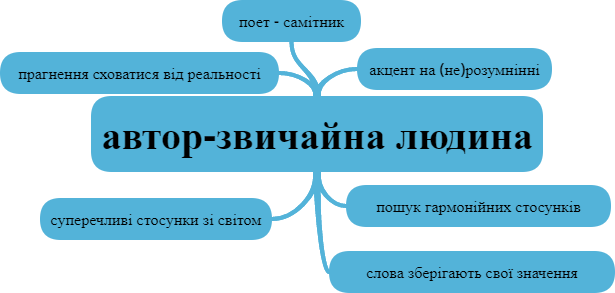 поет - самітник
прагнення сховатися від реальності
акцент на (не)розумнінні
автор-звичайна людина
суперечливі стосунки зі світом
пошук гармонійних стосунків
слова зберігають свої значення